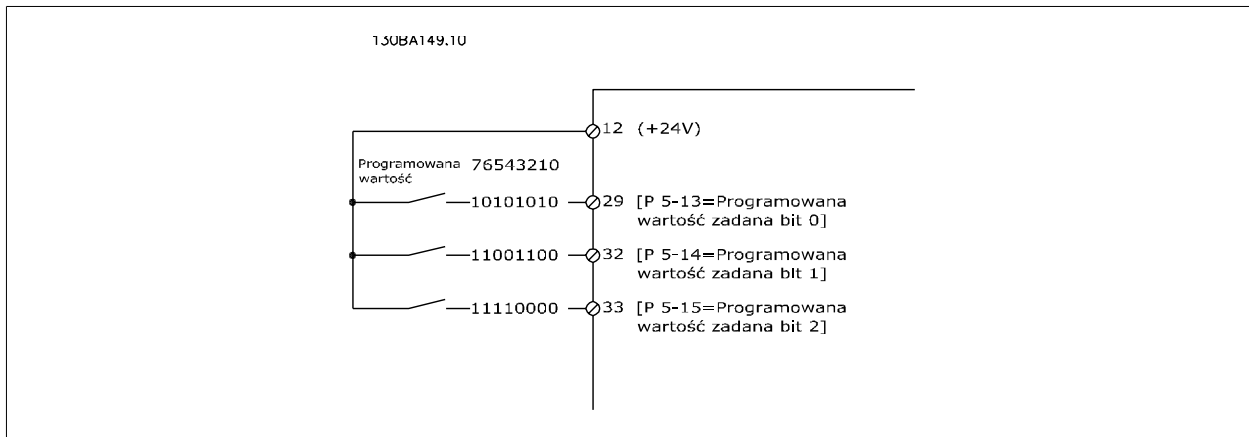 130BA149.10
12 (+24V)
Programowana 76543210
wartość
10101010 29 [P 5-13=Programowana
wartość zadana bit 0]
11001100 32 [P 5-14=Programowana
wartość zadana blt 1]
11110000 33 [P 5-15=Programowana
wartość zadana bit 2]